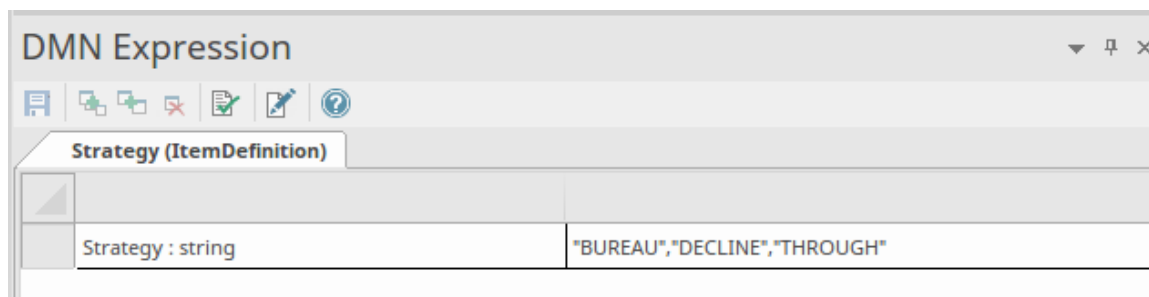 DMN Expression
Strategy (ItemDefinition)
Strategy : string
"BUREAU","DECLINE","THROUGH"